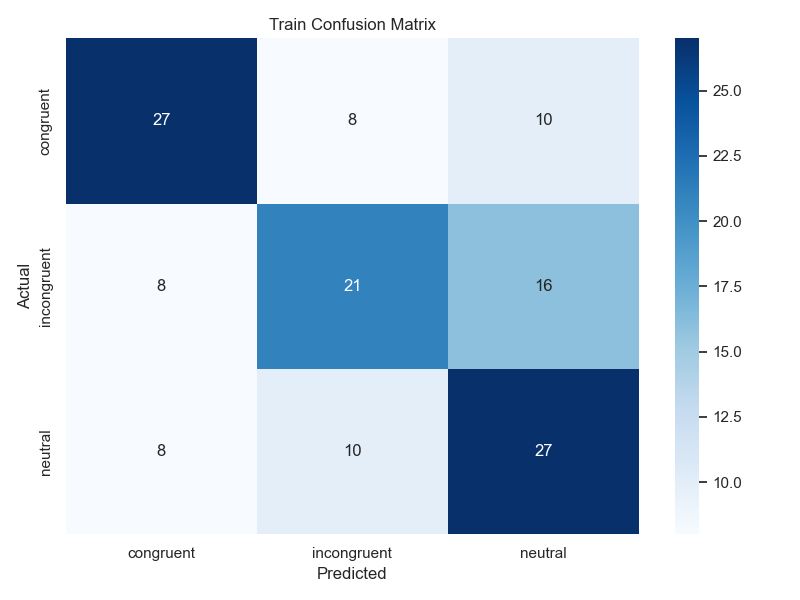 Train Confusion Matrix
Actual
congruent
27
8
10
incongruent
8
21
16
neutral
8
10
27
congruent
incongruent
neutral
Predicted
25.0
22.5
20.0
17.5
15.0
12.5
10.0